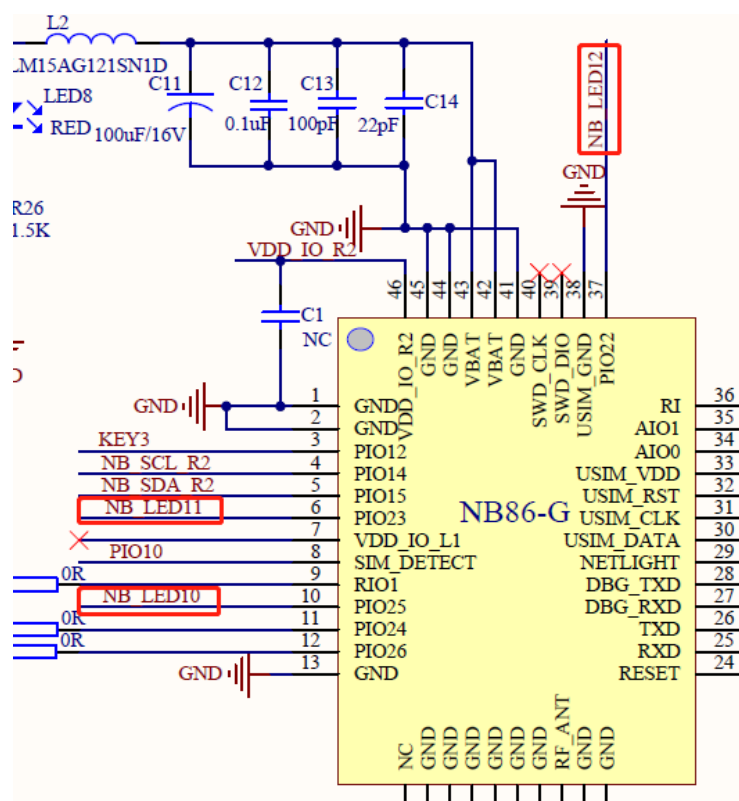 L2
LM15AG121SN1D
LED8
RED
C11
100uF/16V
C12
0.1uF
C13
100pF
C14
22pF
NB_LED12
GND
R26
1.5K
GND
VDD_IO_R2
C1
NC
46
45
44
43
42
41
40
39
38
37
VDD_IO_R2
GND
GND
VBAT
VBAT
GND
SWD_CLK
SWD_DIO
USIM_GND
PIO22
D
GND
1
GND
2
GND
KEY3
3
PIO12
NB_SCL_R2
4
PIO14
NB_SDA_R2
5
PIO15
NB_LED11
6
PIO23
7
VDD_IO_L1
PIO10
8
SIM_DETECT
0R
9
RIO1
NB_LED10
10
PIO25
0R
11
PIO24
0R
12
PIO26
GND
13
GND
NB86-G
RI
36
AIO1
35
AIO0
34
USIM_VDD
33
USIM_RST
32
USIM_CLK
31
USIM_DATA
30
NETLIGHT
29
DBG_TXD
28
DBG_RXD
27
TXD
26
RXD
25
RESET
24
NC
GND
GND
GND
GND
GND
GND
RF_ANT
GND
GND